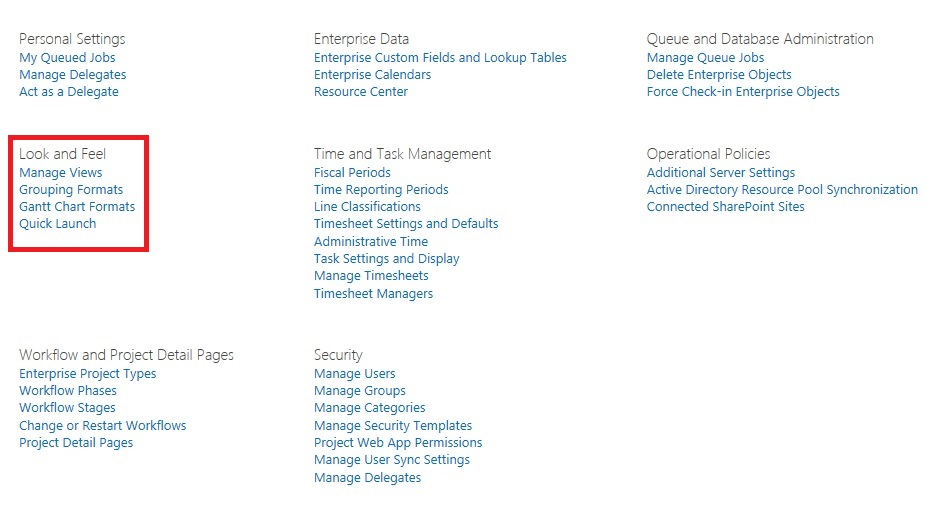 Personal Settings
My Queued Jobs
Manage Delegates
Act as a Delegate
Enterprise Data
Enterprise Custom Fields and Lookup Tables
Enterprise Calendars
Resource Center
Queue and Database Administration
Manage Queue Jobs
Delete Enterprise Objects
Force Check-in Enterprise Objects
Look and Feel
Manage Views
Grouping Formats
Gantt Chart Formats
Quick Launch
Time and Task Management
Fiscal Periods
Time Reporting Periods
Line Classifications
Timesheet Settings and Defaults
Administrative Time
Task Settings and Display
Manage Timesheets
Timesheet Managers
Operational Policies
Additional Server Settings
Active Directory Resource Pool Synchronization
Connected SharePoint Sites
Workflow and Project Detail Pages
Enterprise Project Types
Workflow Phases
Workflow Stages
Change or Restart Workflows
Project Detail Pages
Security
Manage Users
Manage Groups
Manage Categories
Manage Security Templates
Project Web App Permissions
Manage User Sync Settings
Manage Delegates